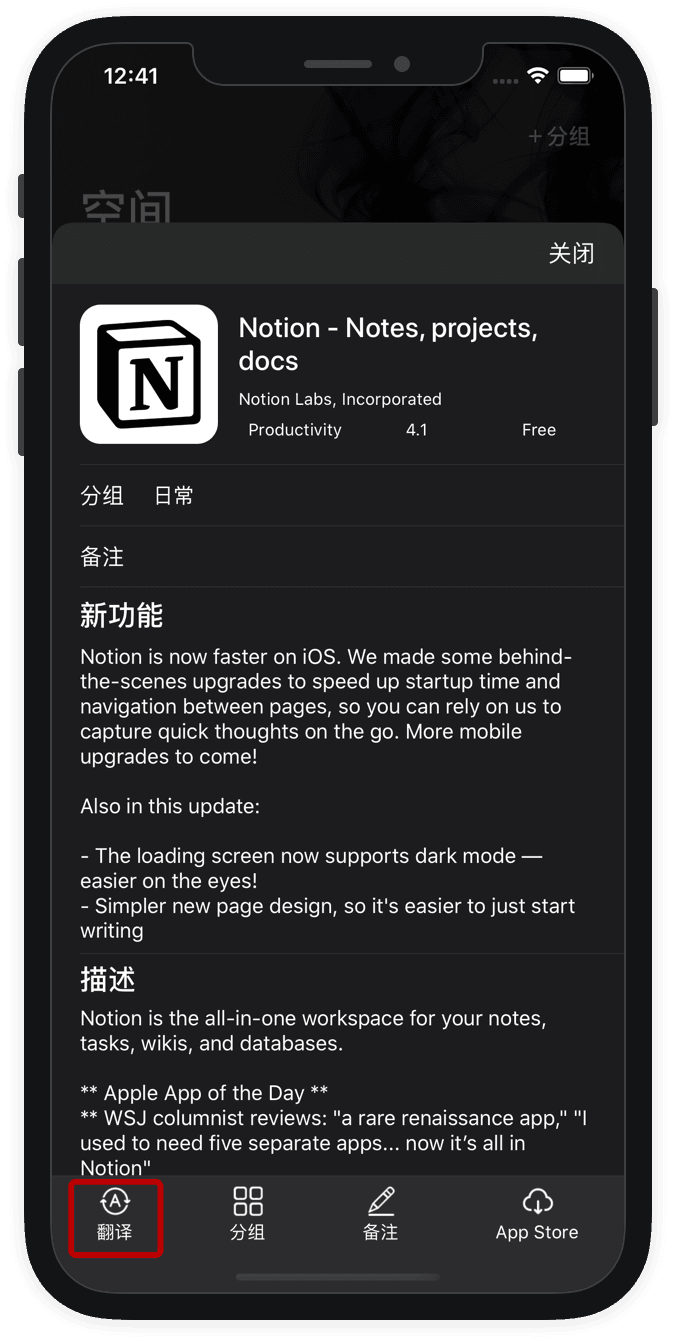 12:41
+分组
空间
关闭
N
Notion - Notes, projects,
docs
Notion Labs, Incorporated
Productivity 4.1 Free
分组 日常
备注
新功能
Notion is now faster on iOS. We made some behind-
the-scenes upgrades to speed up startup time and
navigation between pages, so you can rely on us to
capture quick thoughts on the go. More mobile
upgrades to come!
Also in this update:
- The loading screen now supports dark mode —
easier on the eyes!
- Simpler new page design, so it's easier to just start
writing
描述
Notion is the all-in-one workspace for your notes,
tasks, wikis, and databases.
** Apple App of the Day **
** WSJ columnist reviews: "a rare renaissance app," "I
used to need five separate apps... now it’s all in
Notion"
A
翻译 分组 备注 App Store